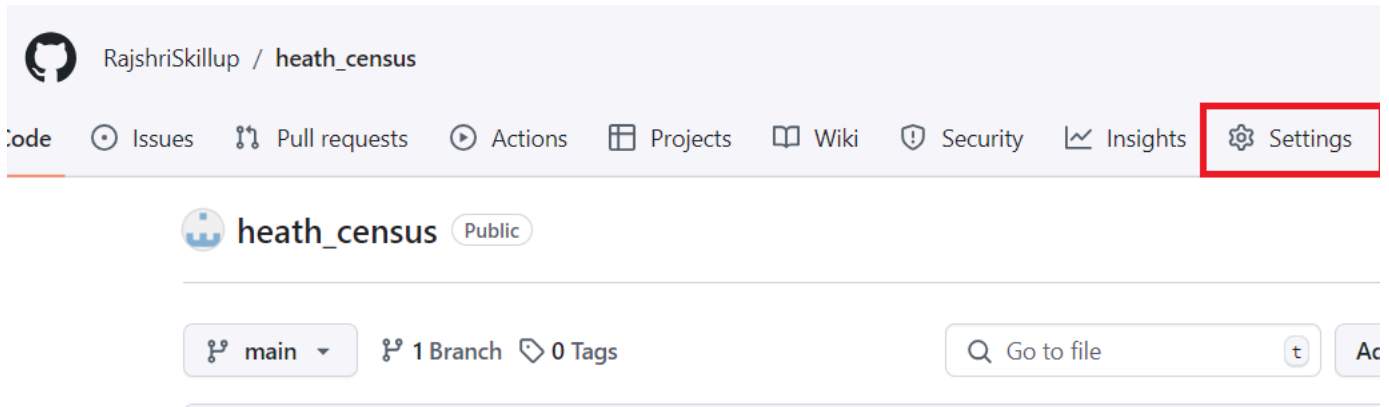 RajshriSkillup / heath_census
Code Issues Pull requests Actions Projects Wiki Security Insights Settings
heath_census Public
main 1 Branch 0 Tags Go to file t